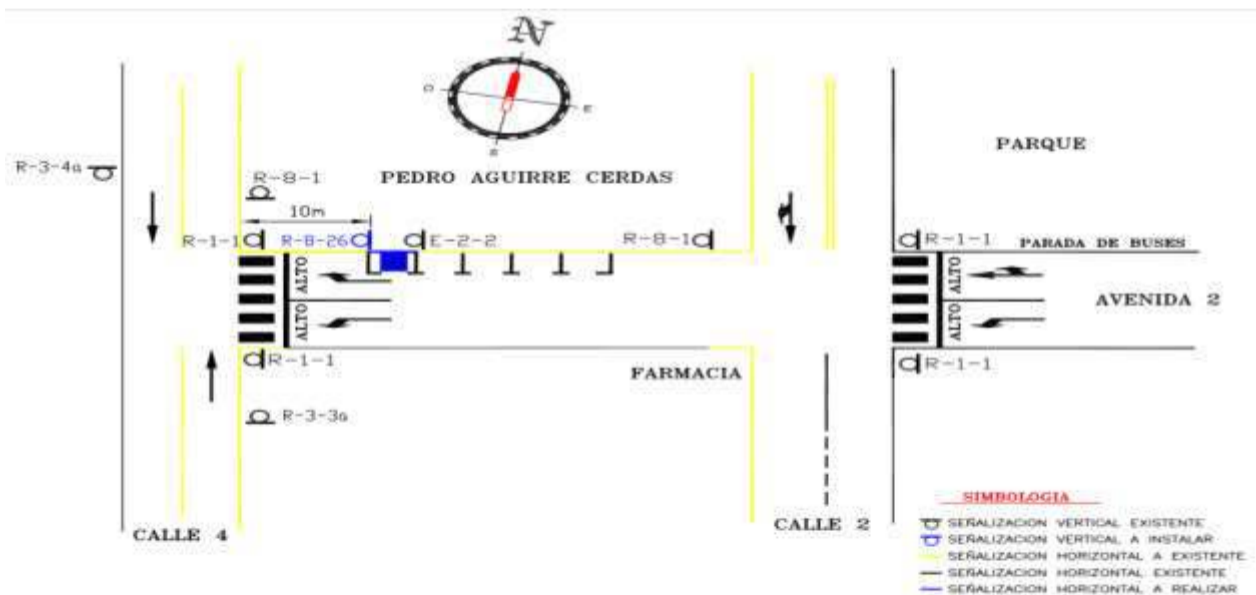 N
O
E
S
PARQUE
R-3-4a
R-8-1
PEDRO AGUIRRE CERDAS
10m
R-1-1
R-8-26
E-2-2
R-8-1
R-1-1
PARADA DE BUSES
ALTO
ALTO
ALTO
ALTO
AVENIDA 2
R-1-1
R-1-1
FARMACIA
R-3-3a
CALLE 4
CALLE 2
SIMBOLOGIA
SEÑALIZACION VERTICAL EXISTENTE
SEÑALIZACION VERTICAL A INSTALAR
SEÑALIZACION HORIZONTAL A EXISTENTE
SEÑALIZACION HORIZONTAL EXISTENTE
SEÑALIZACION HORIZONTAL A REALIZAR